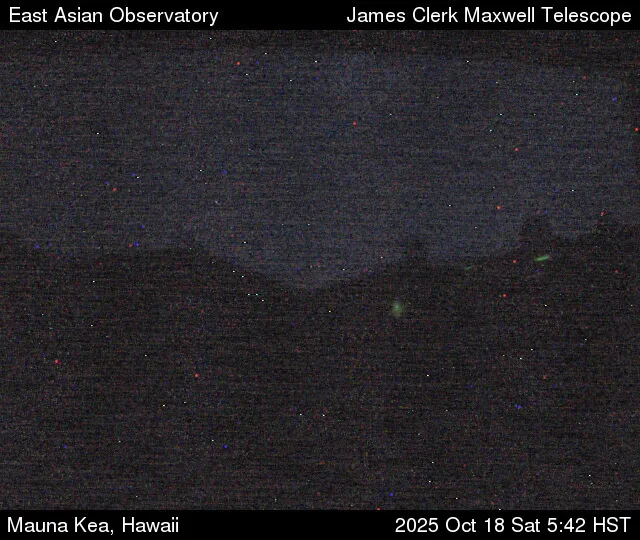 East Asian Observatory
James Clerk Maxwell Telescope
Mauna Kea, Hawaii
2025 Oct 18 Sat 5:42 HST